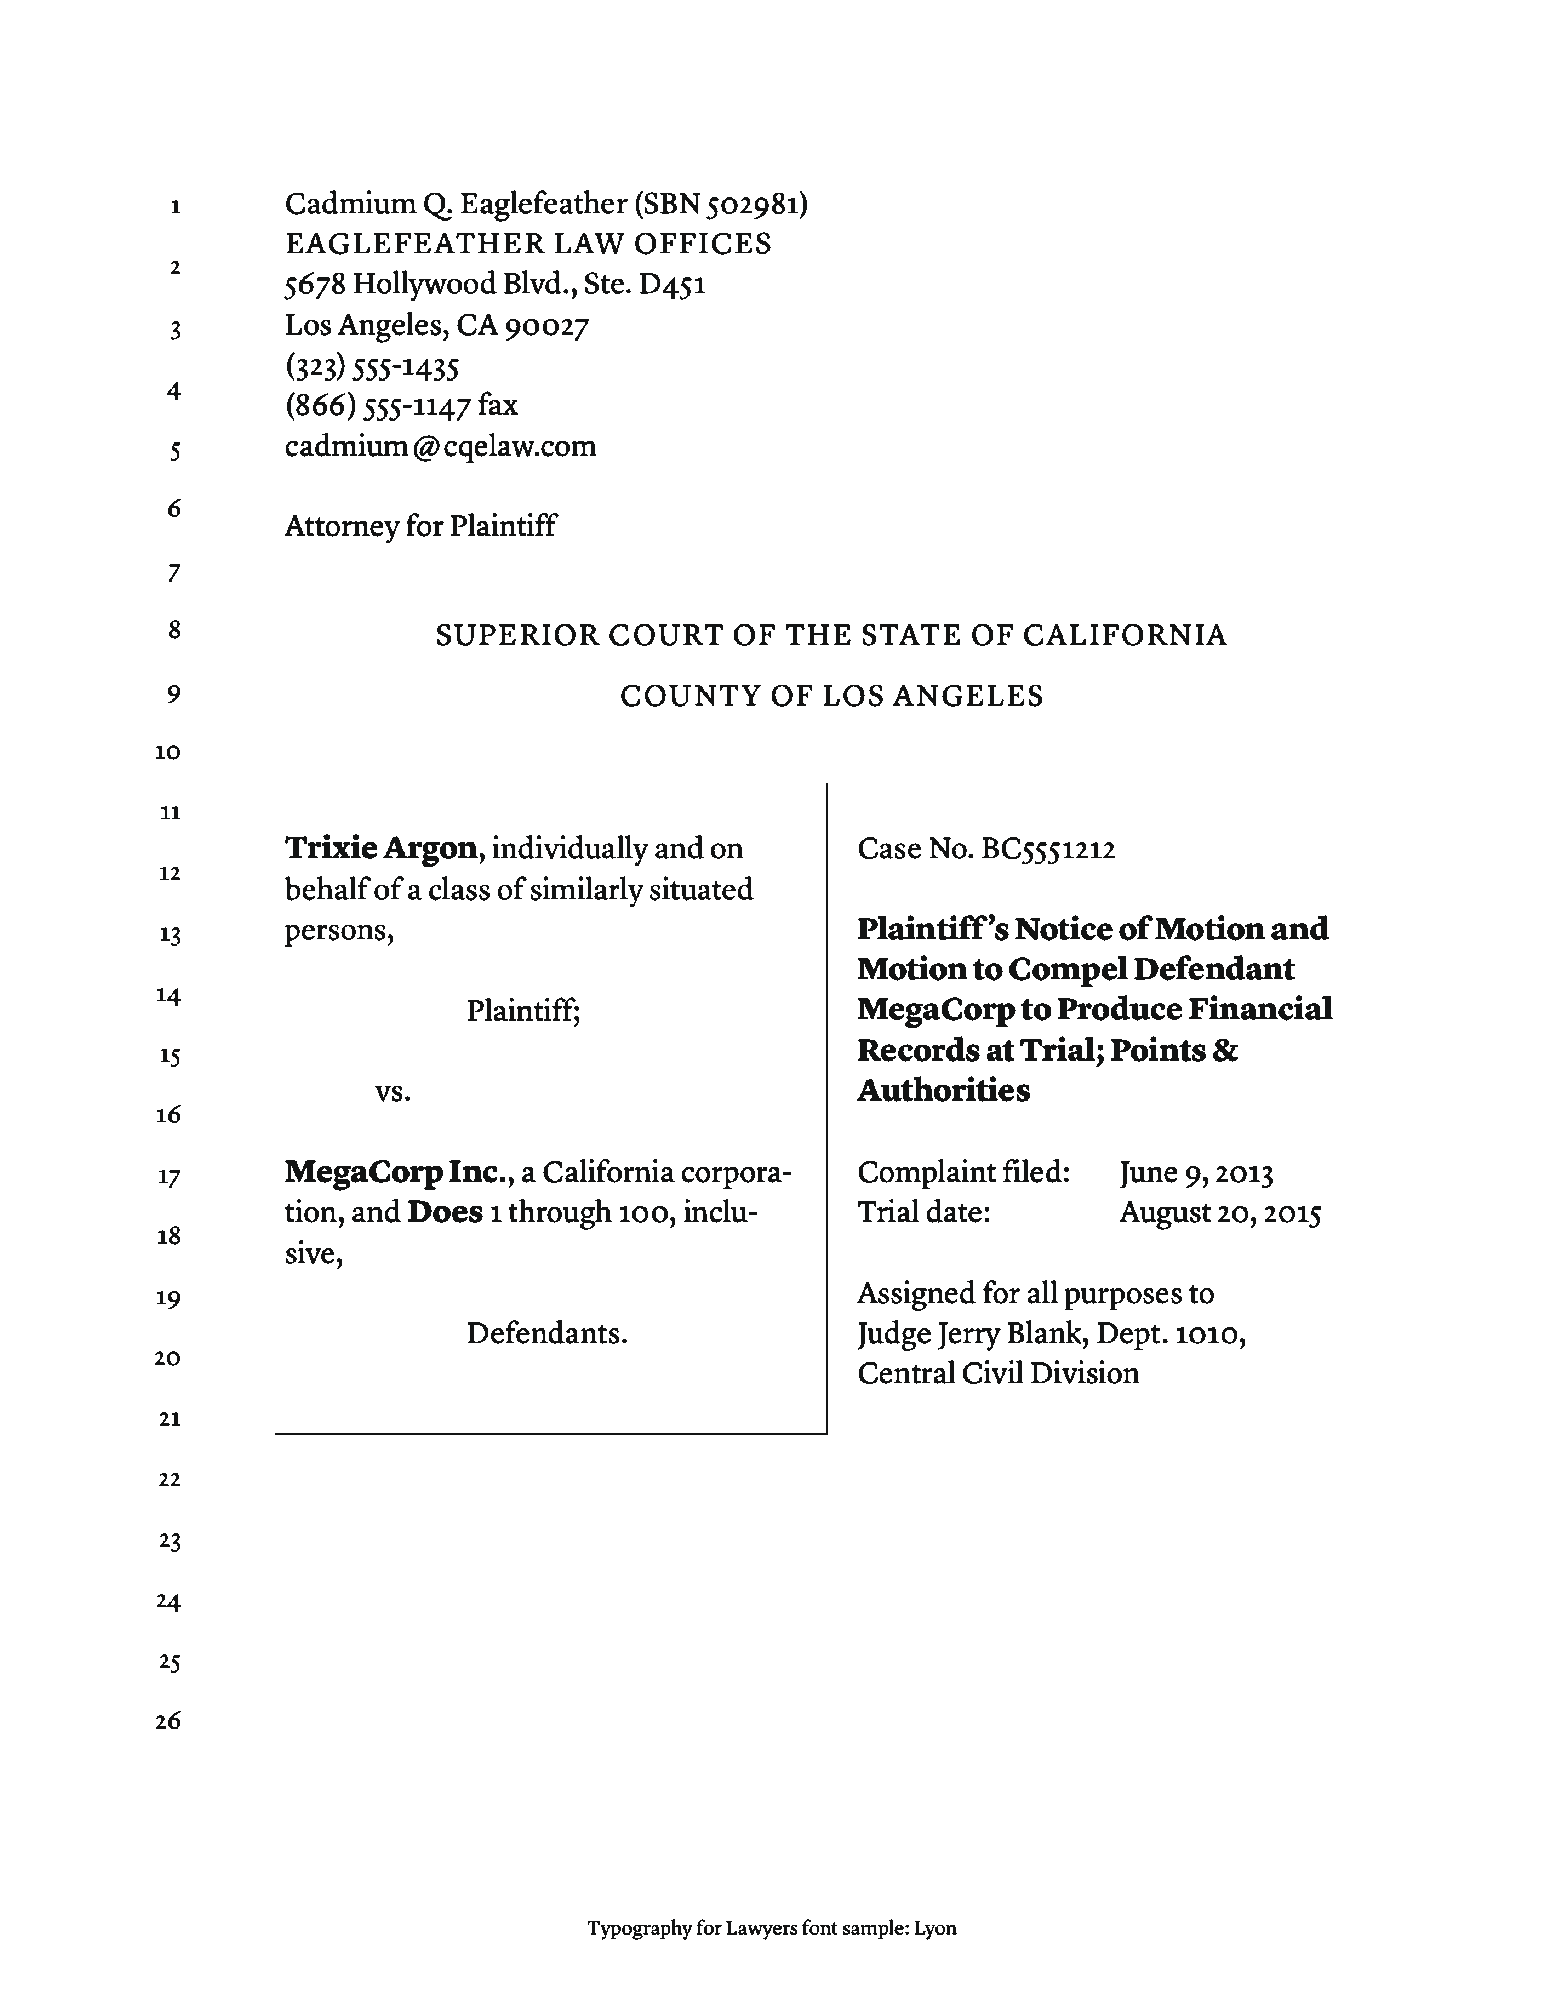 1
2
3
4
5
6
7
8
9
10
11
12
13
14
15
16
17
18
19
20
21
22
23
24
25
26
Cadmium Q. Eaglefeather (SBN 502981)
EAGLEFEATHER LAW OFFICES
5678 Hollywood Blvd., Ste. D451
Los Angeles, CA 90027
(323) 555-1435
(866) 555-1147 fax
cadmium@cqelaw.com
Attorney for Plaintiff
SUPERIOR COURT OF THE STATE OF CALIFORNIA
COUNTY OF LOS ANGELES
Trixie Argon, individually and on
behalf of a class of similarly situated
persons,
Plaintiff;
vs.
MegaCorp Inc., a California corpora-
tion, and Does 1 through 100, inclu-
sive,
Defendants.
Case No. BC5551212
Plaintiff’s Notice of Motion and
Motion to Compel Defendant
MegaCorp to Produce Financial
Records at Trial; Points &
Authorities
Complaint filed: June 9, 2013
Trial date: August 20, 2015
Assigned for all purposes to
Judge Jerry Blank, Dept. 1010,
Central Civil Division
Typography for Lawyers font sample: Lyon